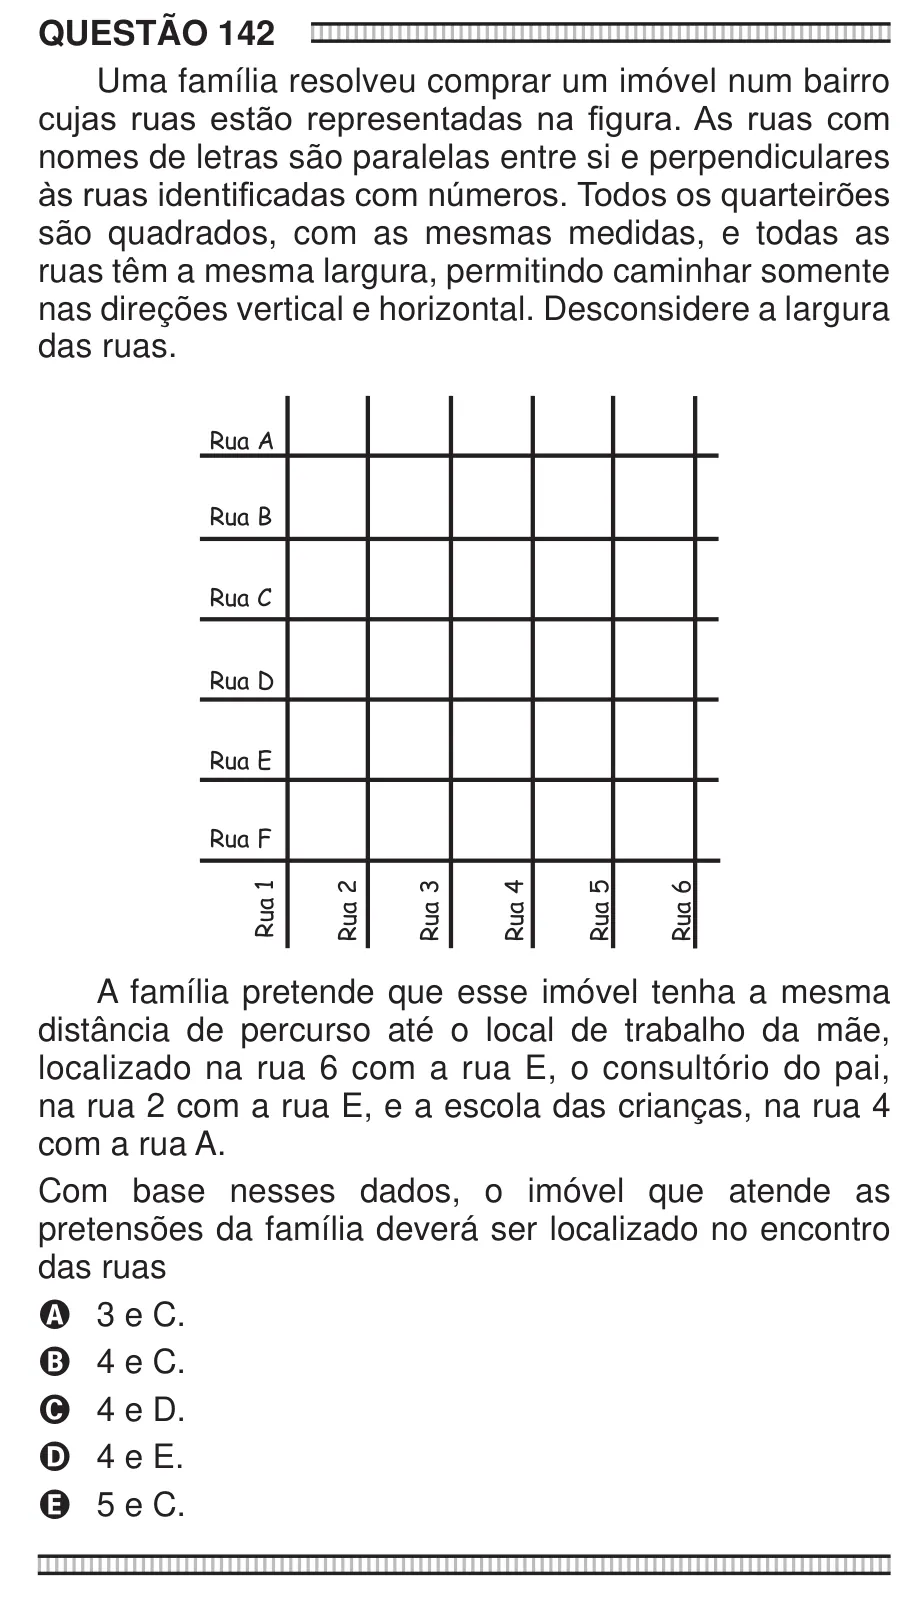 QUESTÃO 142
Uma família resolveu comprar um imóvel num bairro
cujas ruas estão representadas na figura. As ruas com
nomes de letras são paralelas entre si e perpendiculares
às ruas identificadas com números. Todos os quarteirões
são quadrados, com as mesmas medidas, e todas as
ruas têm a mesma largura, permitindo caminhar somente
nas direções vertical e horizontal. Desconsidere a largura
das ruas.
Rua A
Rua B
Rua C
Rua D
Rua E
Rua F
Rua 1
Rua 2
Rua 3
Rua 4
Rua 5
Rua 6
A família pretende que esse imóvel tenha a mesma
distância de percurso até o local de trabalho da mãe,
localizado na rua 6 com a rua E, o consultório do pai,
na rua 2 com a rua E, e a escola das crianças, na rua 4
com a rua A.
Com base nesses dados, o imóvel que atende as
pretensões da família deverá ser localizado no encontro
das ruas
A 3 e C.
B 4 e C.
C 4 e D.
D 4 e E.
E 5 e C.